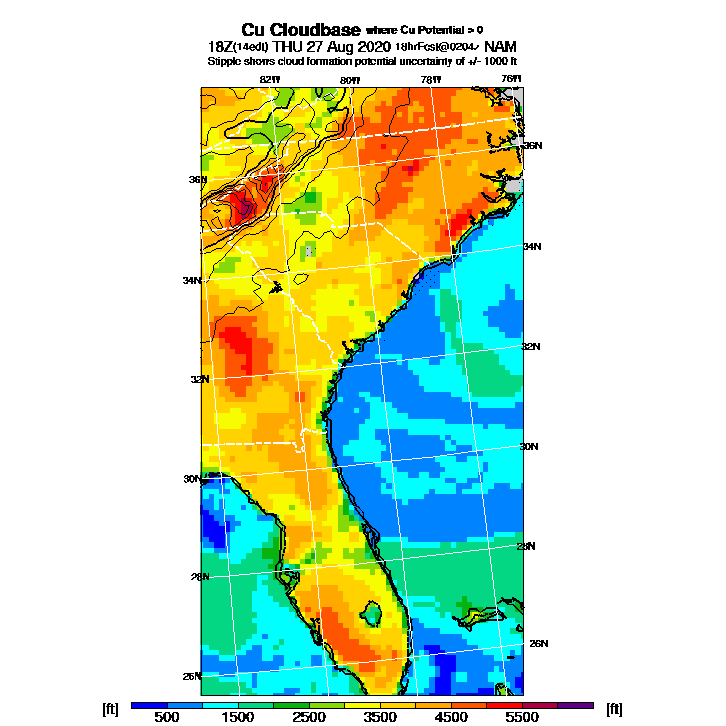 Cu Cloudbase where Cu Potential > 0
18Z(14edt) THU 27 Aug 2020 18hrFcst@0204z NAM
Stipple shows cloud formation potential uncertainty of +/- 1000 ft
82W 80W 78W 76W
36N
36N
34N
34N
32N
32N
30N
30N
28N
28N
26N
26N
[ft] 500 1500 2500 3500 4500 5500 [ft]